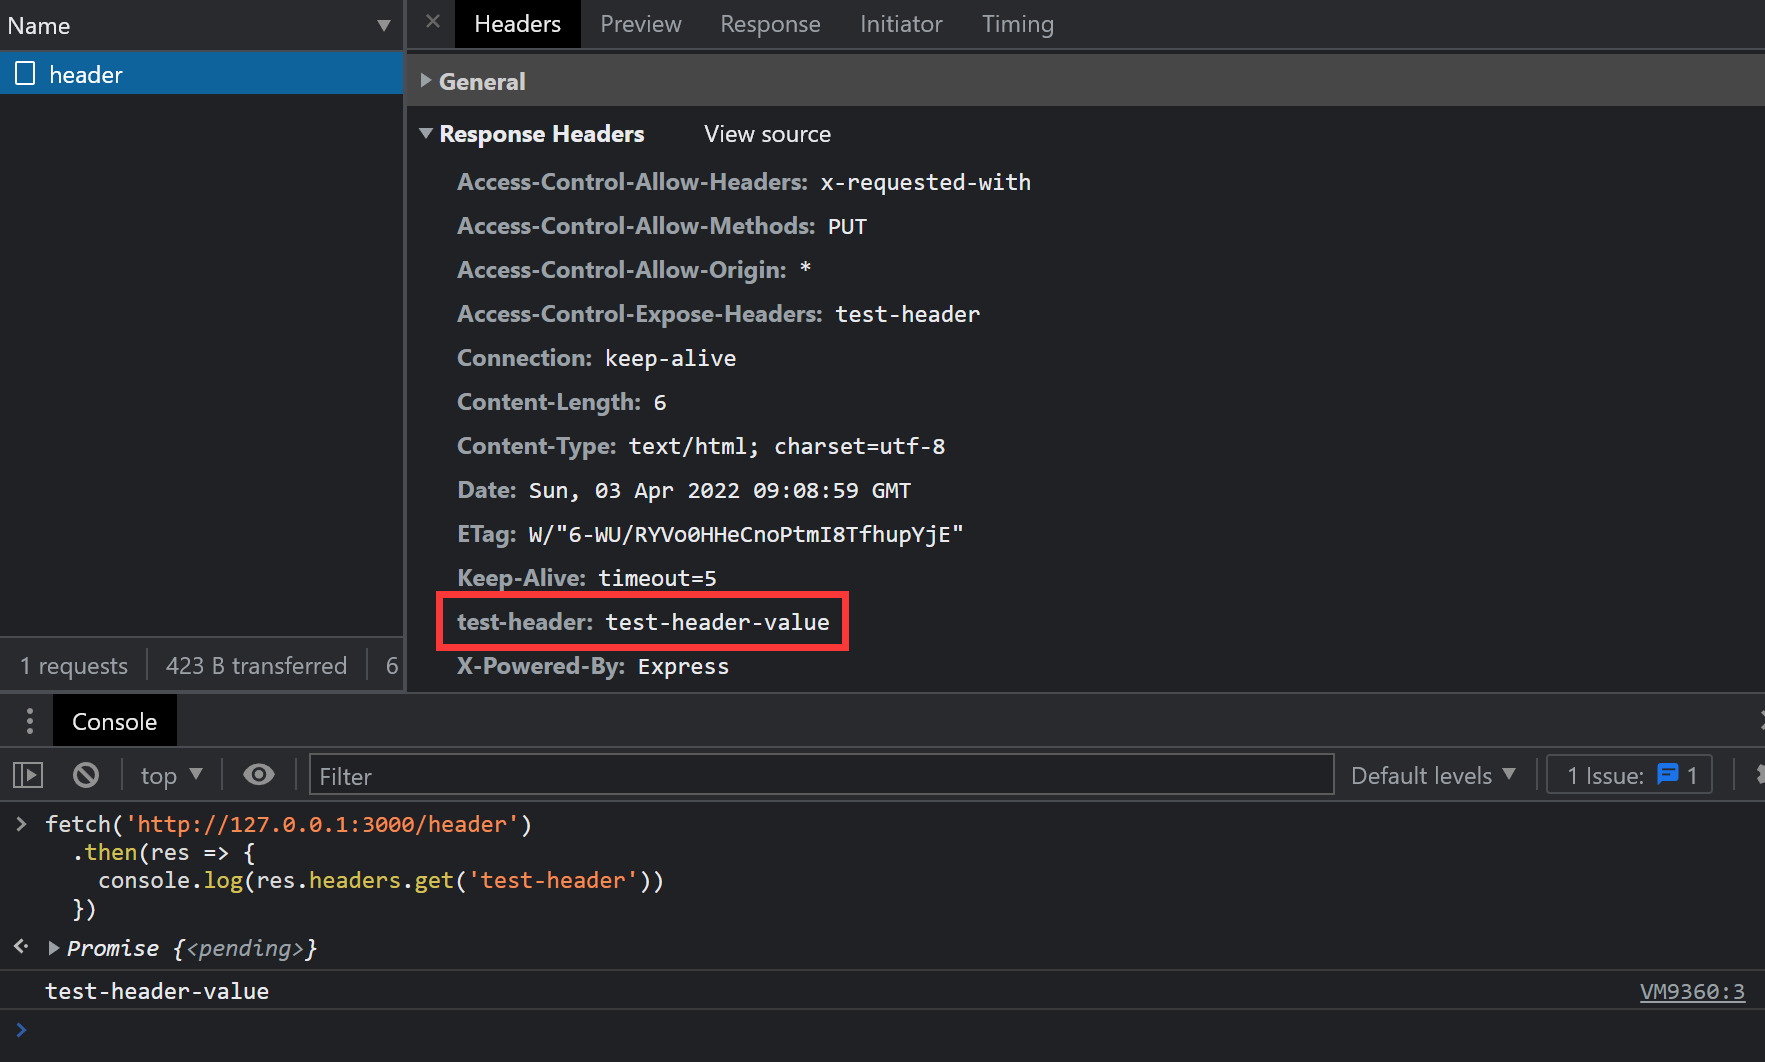 Name
header
1 requests
423 B transferred
6
Headers
Preview
Response
Initiator
Timing
General
Response Headers
View source
Access-Control-Allow-Headers: x-requested-with
Access-Control-Allow-Methods: PUT
Access-Control-Allow-Origin: *
Access-Control-Expose-Headers: test-header
Connection: keep-alive
Content-Length: 6
Content-Type: text/html; charset=utf-8
Date: Sun, 03 Apr 2022 09:08:59 GMT
ETag: W/"6-WU/RYVo0HHeCnoPtmI8TfhupYjE"
Keep-Alive: timeout=5
test-header: test-header-value
X-Powered-By: Express
Console
top
Filter
Default levels
1 Issue: 1
fetch('http://127.0.0.1:3000/header')
.then(res => {
console.log(res.headers.get('test-header'))
})
Promise {<pending>}
test-header-value
VM9360:3